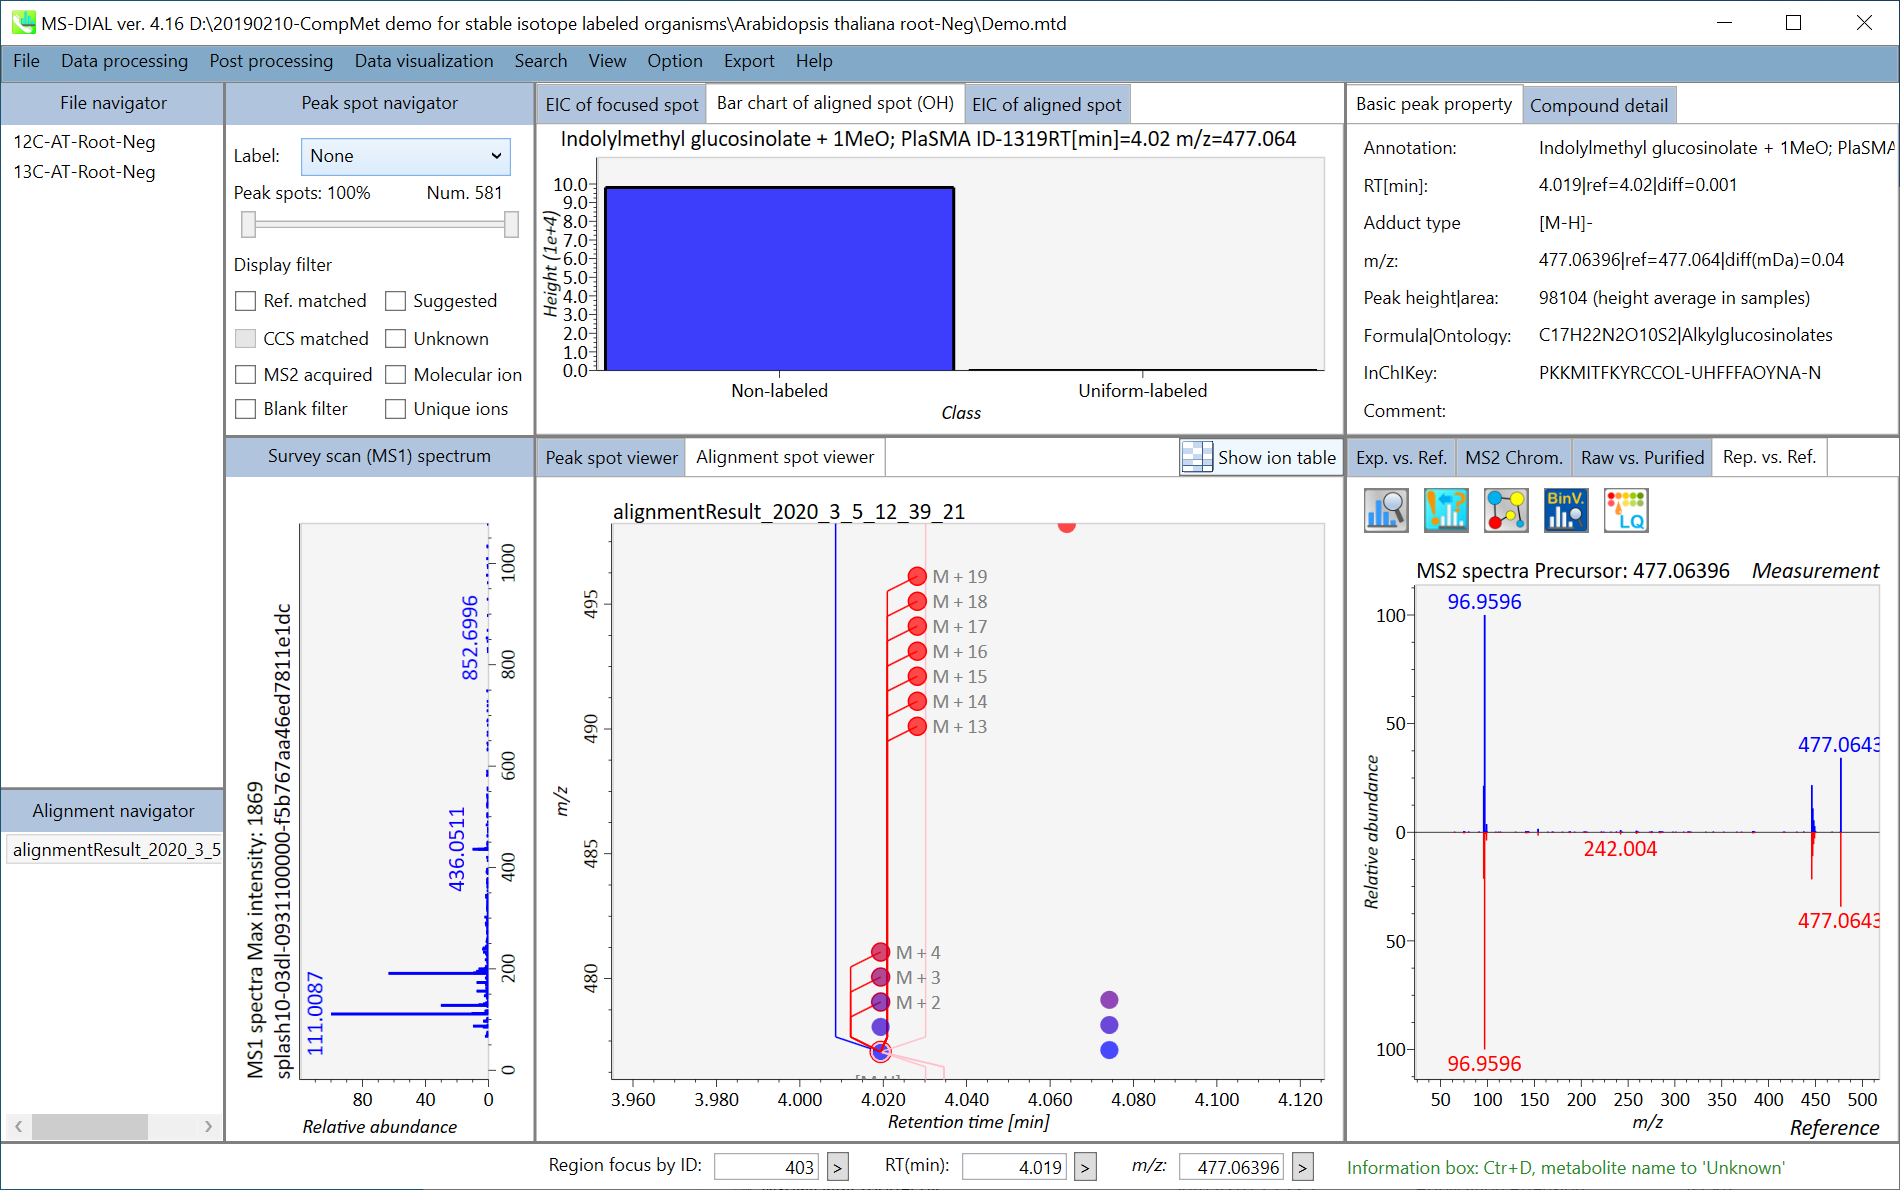 MS-DIAL ver. 4.16 D:\20190210-CompMet demo for stable isotope labeled organisms\Arabidopsis thaliana root-Neg\Demo.mtd
File Data processing Post processing Data visualization Search View Option Export Help
File navigator
12C-AT-Root-Neg
13C-AT-Root-Neg
Alignment navigator
alignmentResult_2020_3_5
Peak spot navigator
Label: None
Peak spots: 100% Num. 581
Display filter
Ref. matched Suggested
CCS matched Unknown
MS2 acquired Molecular ion
Blank filter Unique ions
Survey scan (MS1) spectrum
MS1 spectra Max intensity: 1869
splash10-03dl-0931100000-f5b767aa46ed7811e1dc
852.6996
436.0511
111.0087
1000
800
600
400
200
0
80 40 0
Relative abundance
EIC of focused spot Bar chart of aligned spot (OH) EIC of aligned spot
Indolylmethyl glucosinolate + 1MeO; PlaSMA ID-1319RT[min]=4.02 m/z=477.064
Height (1e+4)
10.0
9.0
8.0
7.0
6.0
5.0
4.0
3.0
2.0
1.0
0.0
Non-labeled Uniform-labeled
Class
Peak spot viewer Alignment spot viewer Show ion table
alignmentResult_2020_3_5_12_39_21
M + 19
M + 18
M + 17
M + 16
M + 15
M + 14
M + 13
M + 4
M + 3
M + 2
m/z
495
490
485
480
3.960 3.980 4.000 4.020 4.040 4.060 4.080 4.100 4.120
Retention time [min]
Basic peak property Compound detail
Annotation: Indolylmethyl glucosinolate + 1MeO; PlaSMA
RT[min]: 4.019|ref=4.02|diff=0.001
Adduct type [M-H]-
m/z: 477.06396|ref=477.064|diff(mDa)=0.04
Peak height|area: 98104 (height average in samples)
Formula|Ontology: C17H22N2O10S2|Alkylglucosinolates
InChIKey: PKKMITFKYRCCOL-UHFFFAOYNA-N
Comment:
Exp. vs. Ref. MS2 Chrom. Raw vs. Purified Rep. vs. Ref.
BinV.
LQ
MS2 spectra Precursor: 477.06396 Measurement
96.9596
477.0643
242.004
477.0643
96.9596
Relative abundance
100
50
0
50
100
50 100 150 200 250 300 350 400 450 500
m/z
Reference
Region focus by ID: 403 > RT(min): 4.019 > m/z: 477.06396 > Information box: Ctr+D, metabolite name to 'Unknown'